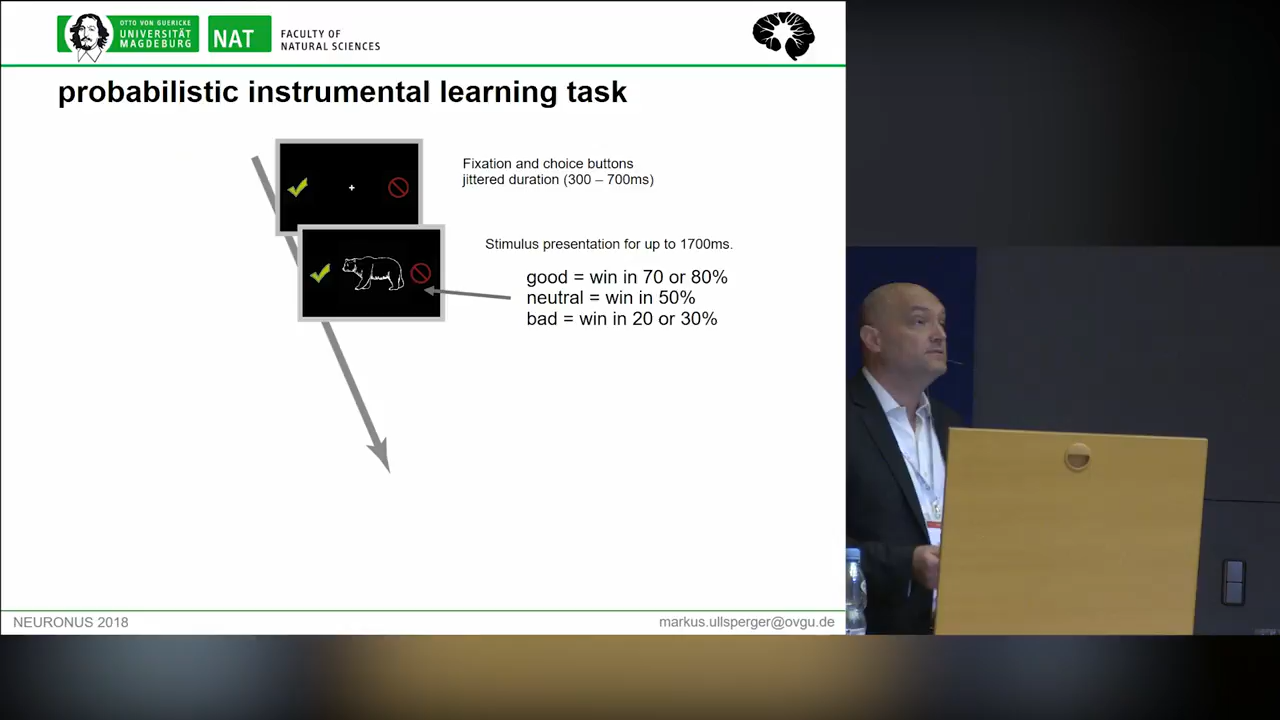 OTTO VON GUERICKE
UNIVERSITÄT
MAGDEBURG
NAT
FACULTY OF
NATURAL SCIENCES
probabilistic instrumental learning task
Fixation and choice buttons
jittered duration (300 – 700ms)
Stimulus presentation for up to 1700ms.
good = win in 70 or 80%
neutral = win in 50%
bad = win in 20 or 30%
NEURONUS 2018
markus.ullsperger@ovgu.de